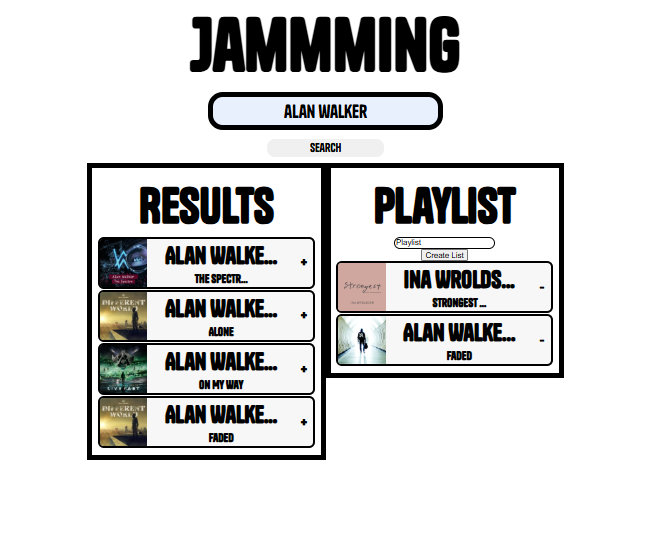 JAMMMING
ALAN WALKER
SEARCH
RESULTS
ALAN WALKE...
THE SPECTR...
+
ALAN WALKE...
ALONE
+
ALAN WALKE...
ON MY WAY
+
ALAN WALKE...
FADED
+
PLAYLIST
Playlist
Create List
Strongest
INA WROLDS...
STRONGEST ...
-
ALAN WALKE...
FADED
-